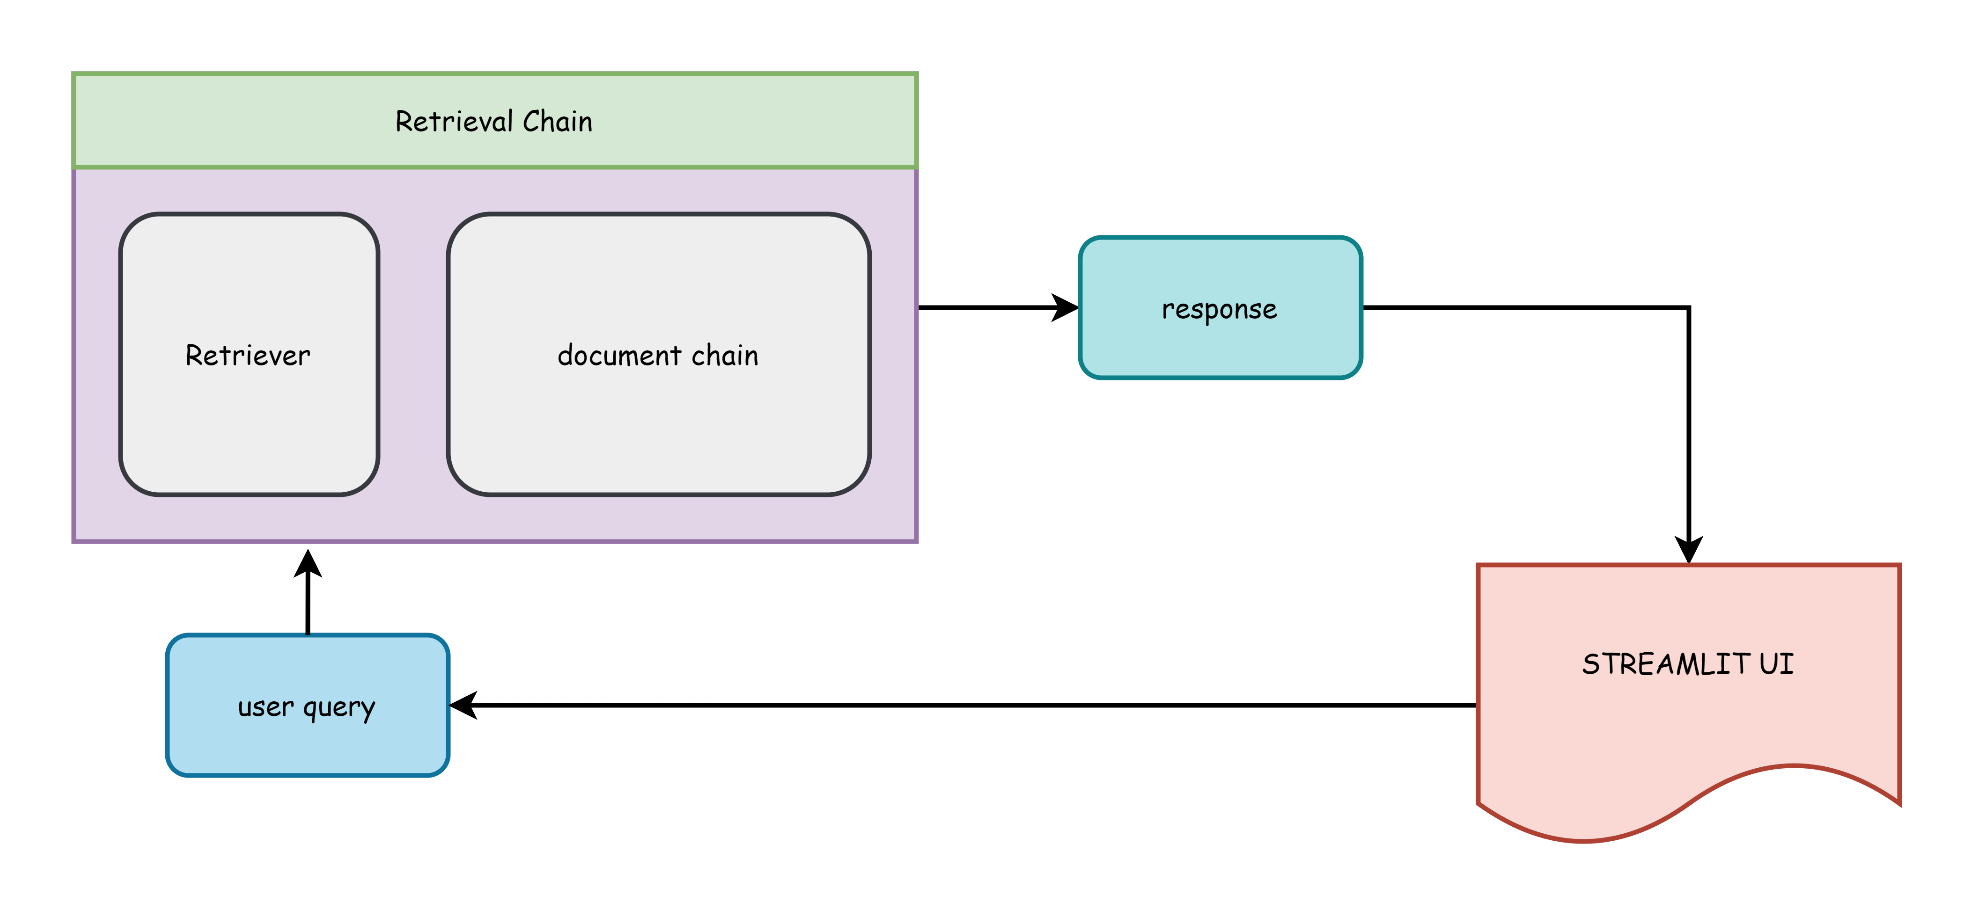 Retrieval Chain
Retriever
document chain
response
STREAMLIT UI
user query